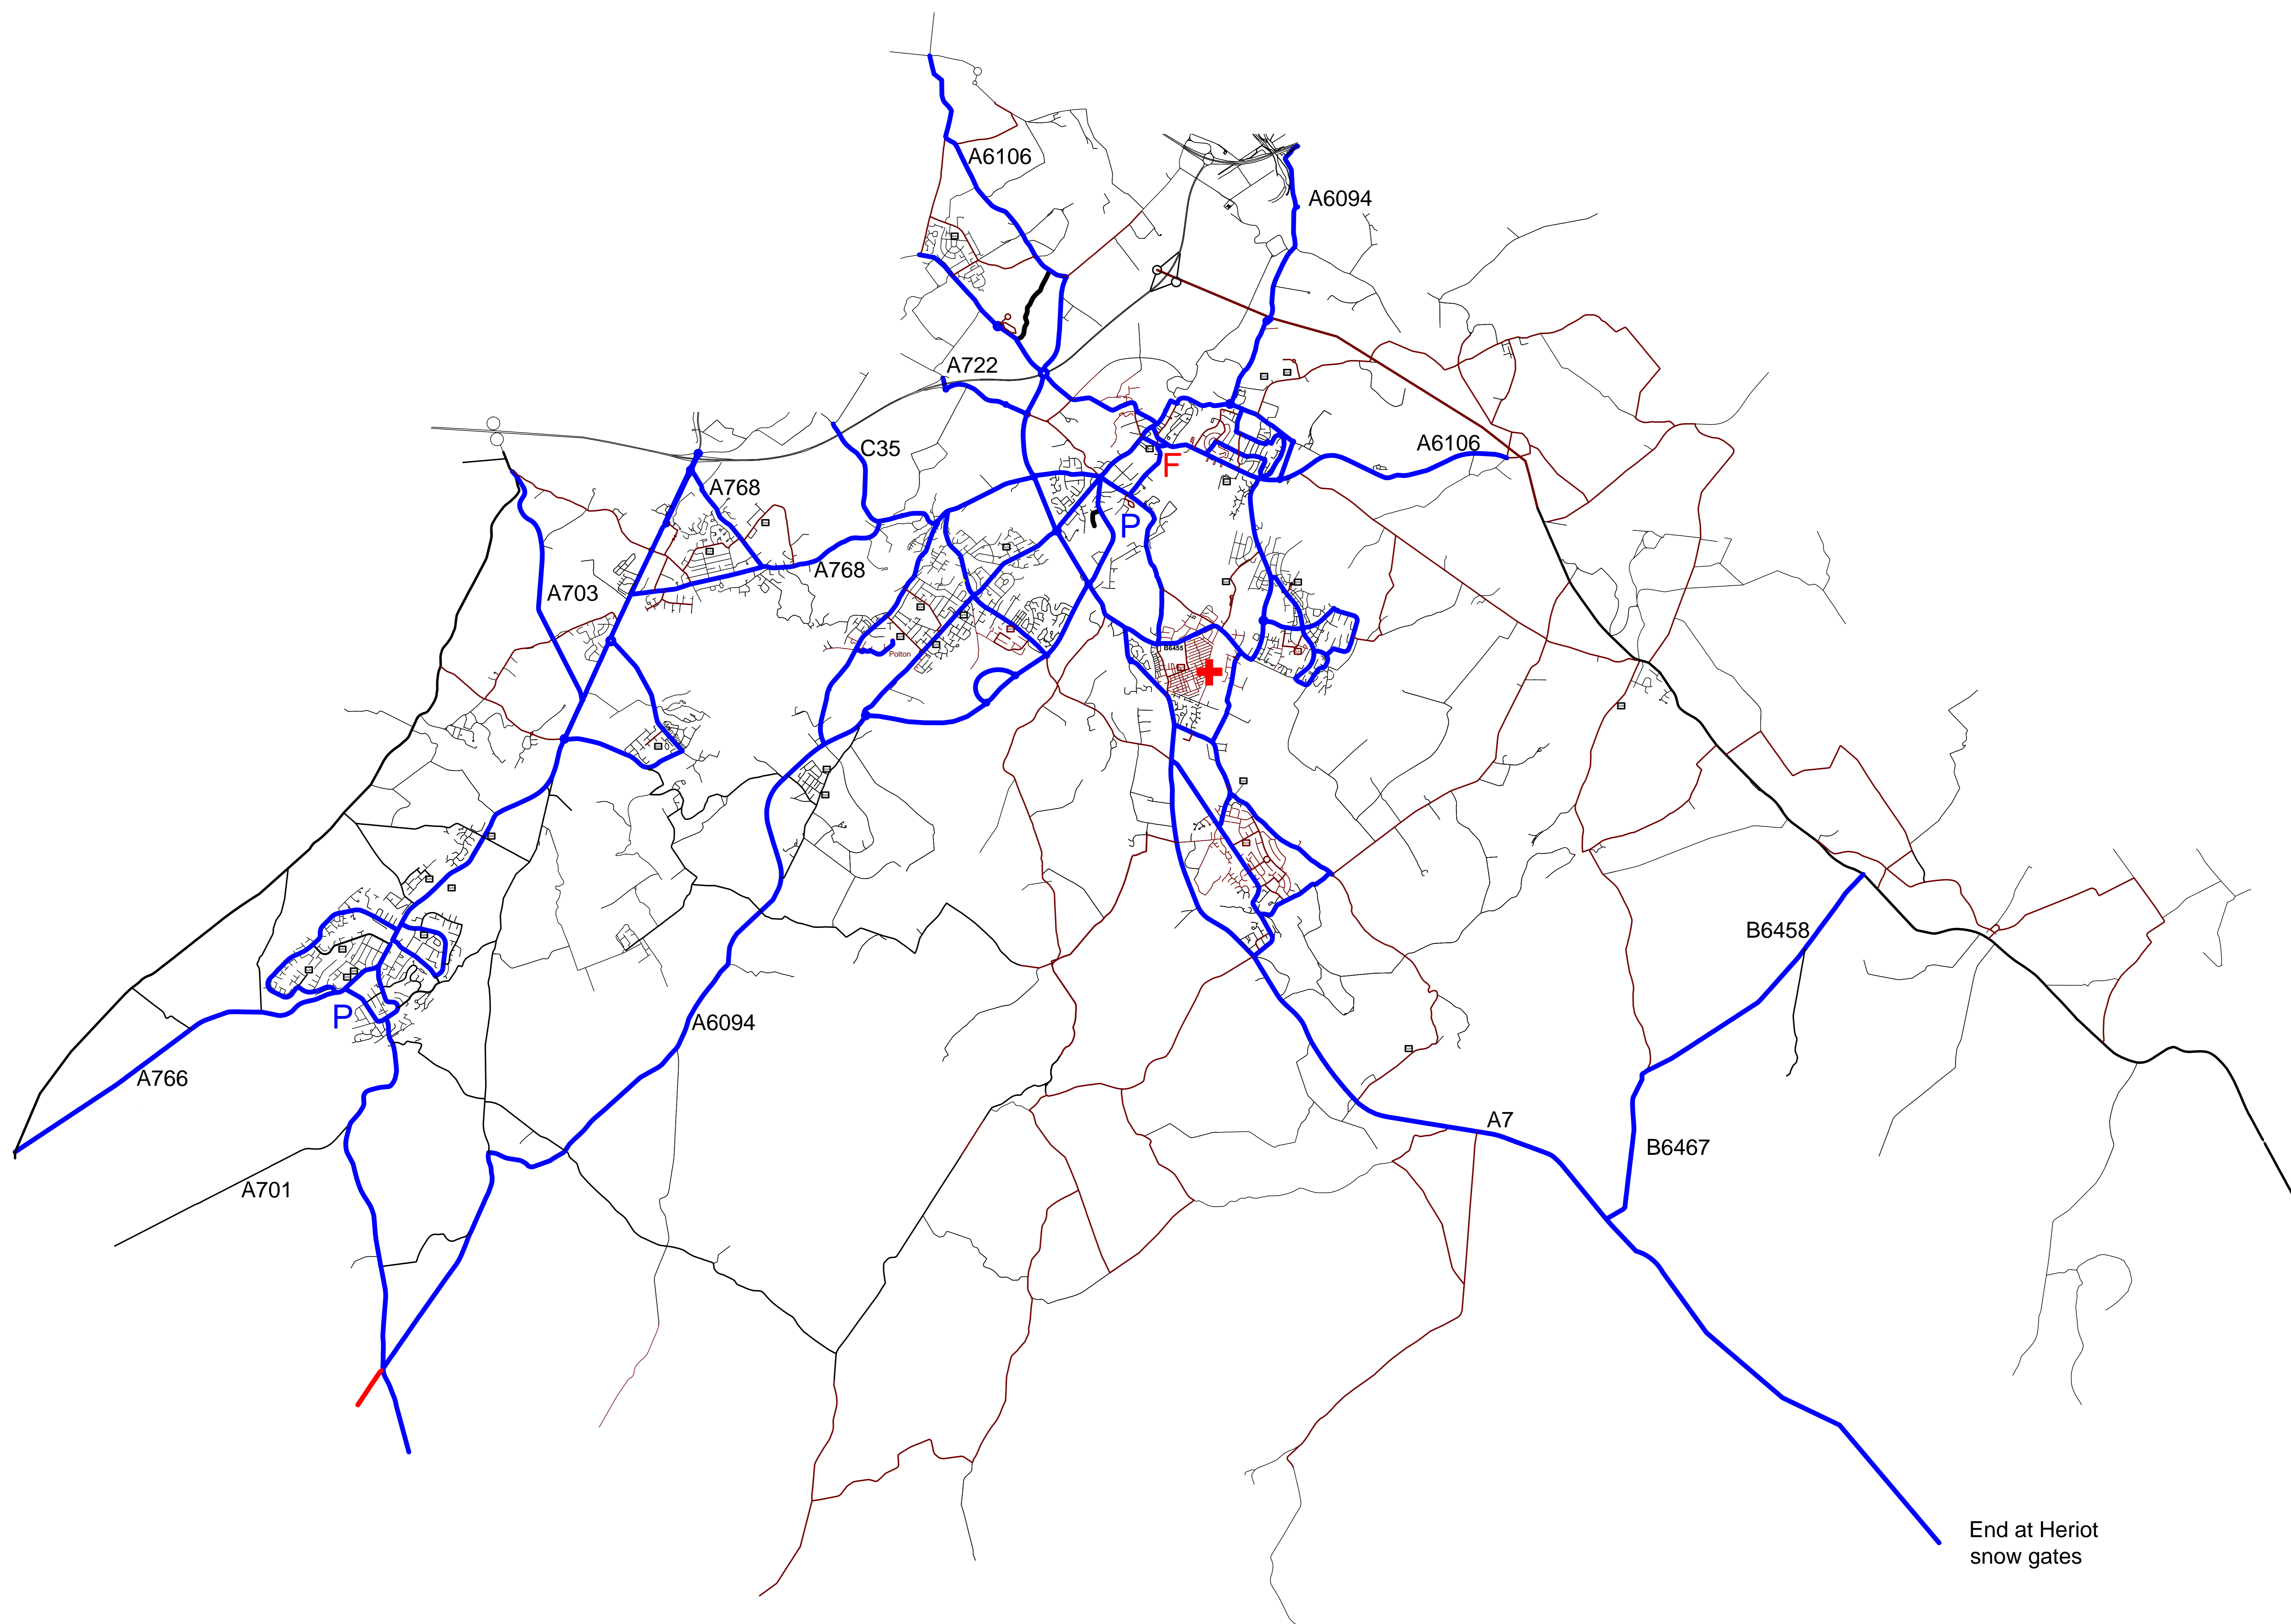 A6106
A6094
A722
C35
A6106
A768
A768
A703
P
F
B6455
Polton
B6458
P
A6094
A766
A7
B6467
A701
End at Heriot
snow gates